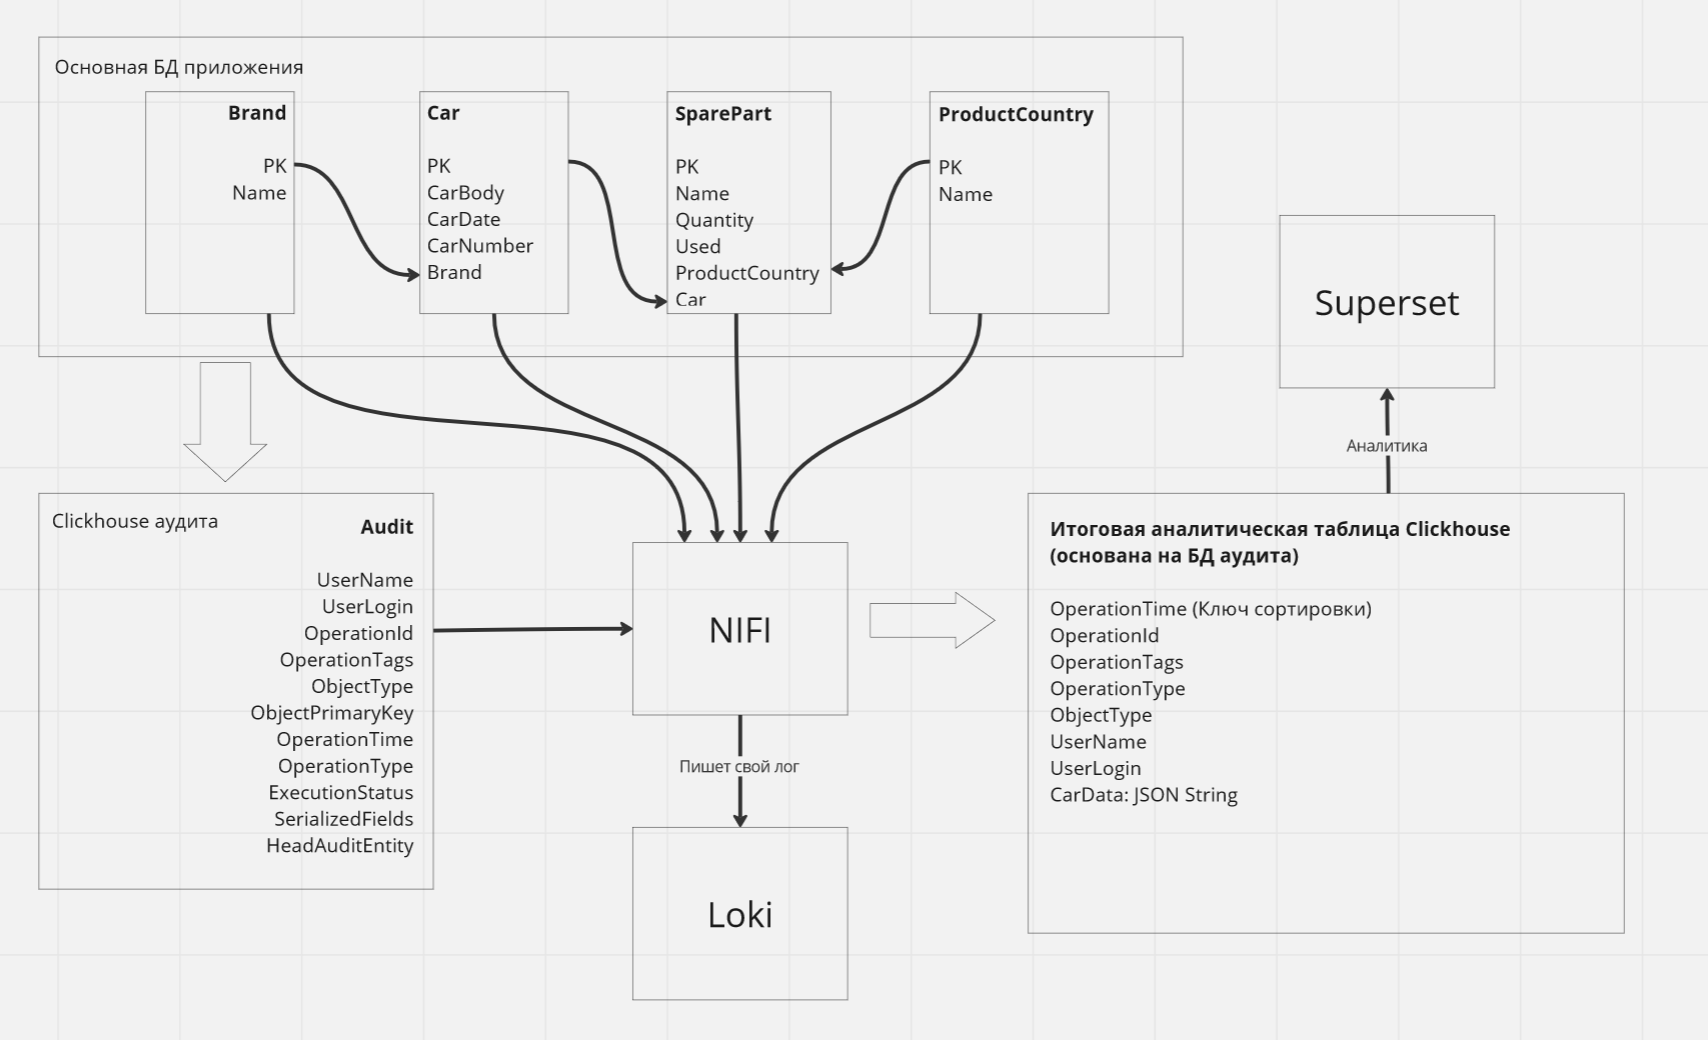 Основная БД приложения
Brand
PK
Name
Car
PK
CarBody
CarDate
CarNumber
Brand
SparePart
PK
Name
Quantity
Used
ProductCountry
Car
ProductCountry
PK
Name
Superset
Аналитика
Clickhouse аудита
Audit
UserName
UserLogin
OperationId
OperationTags
ObjectType
ObjectPrimaryKey
OperationTime
OperationType
ExecutionStatus
SerializedFields
HeadAuditEntity
NIFI
Пишет свой лог
Loki
Итоговая аналитическая таблица Clickhouse
(основана на БД аудита)
OperationTime (Ключ сортировки)
OperationId
OperationTags
OperationType
ObjectType
UserName
UserLogin
CarData: JSON String